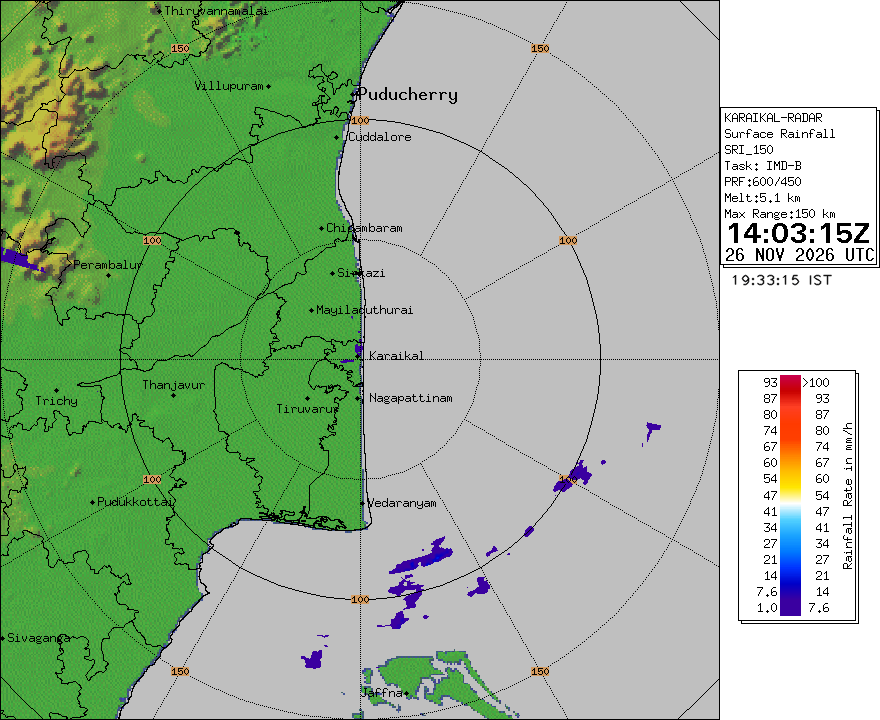 Thiruvannamalai
150
150
Villupuram
Puducherry
100
Cuddalore
Chidambaram
100
100
Perambalur
Sirkazi
Mayiladuthurai
Karaikal
Thanjavur
Trichy
Tiruvarur
Nagapattinam
100
100
Pudukkottai
Vedaranyam
100
Sivaganga
150
150
Jaffna
KARAIKAL-RADAR
Surface Rainfall
SRI_150
Task: IMD-B
PRF:600/450
Melt:5.1 km
Max Range:150 km
14:03:15Z
26 NOV 2026 UTC
19:33:15 IST
93 >100
87 93
80 87
74 80
67 74
60 67
54 60
47 54
41 47
34 41
27 34
21 27
14 21
7.6 14
1.0 7.6
Rainfall Rate in mm/h